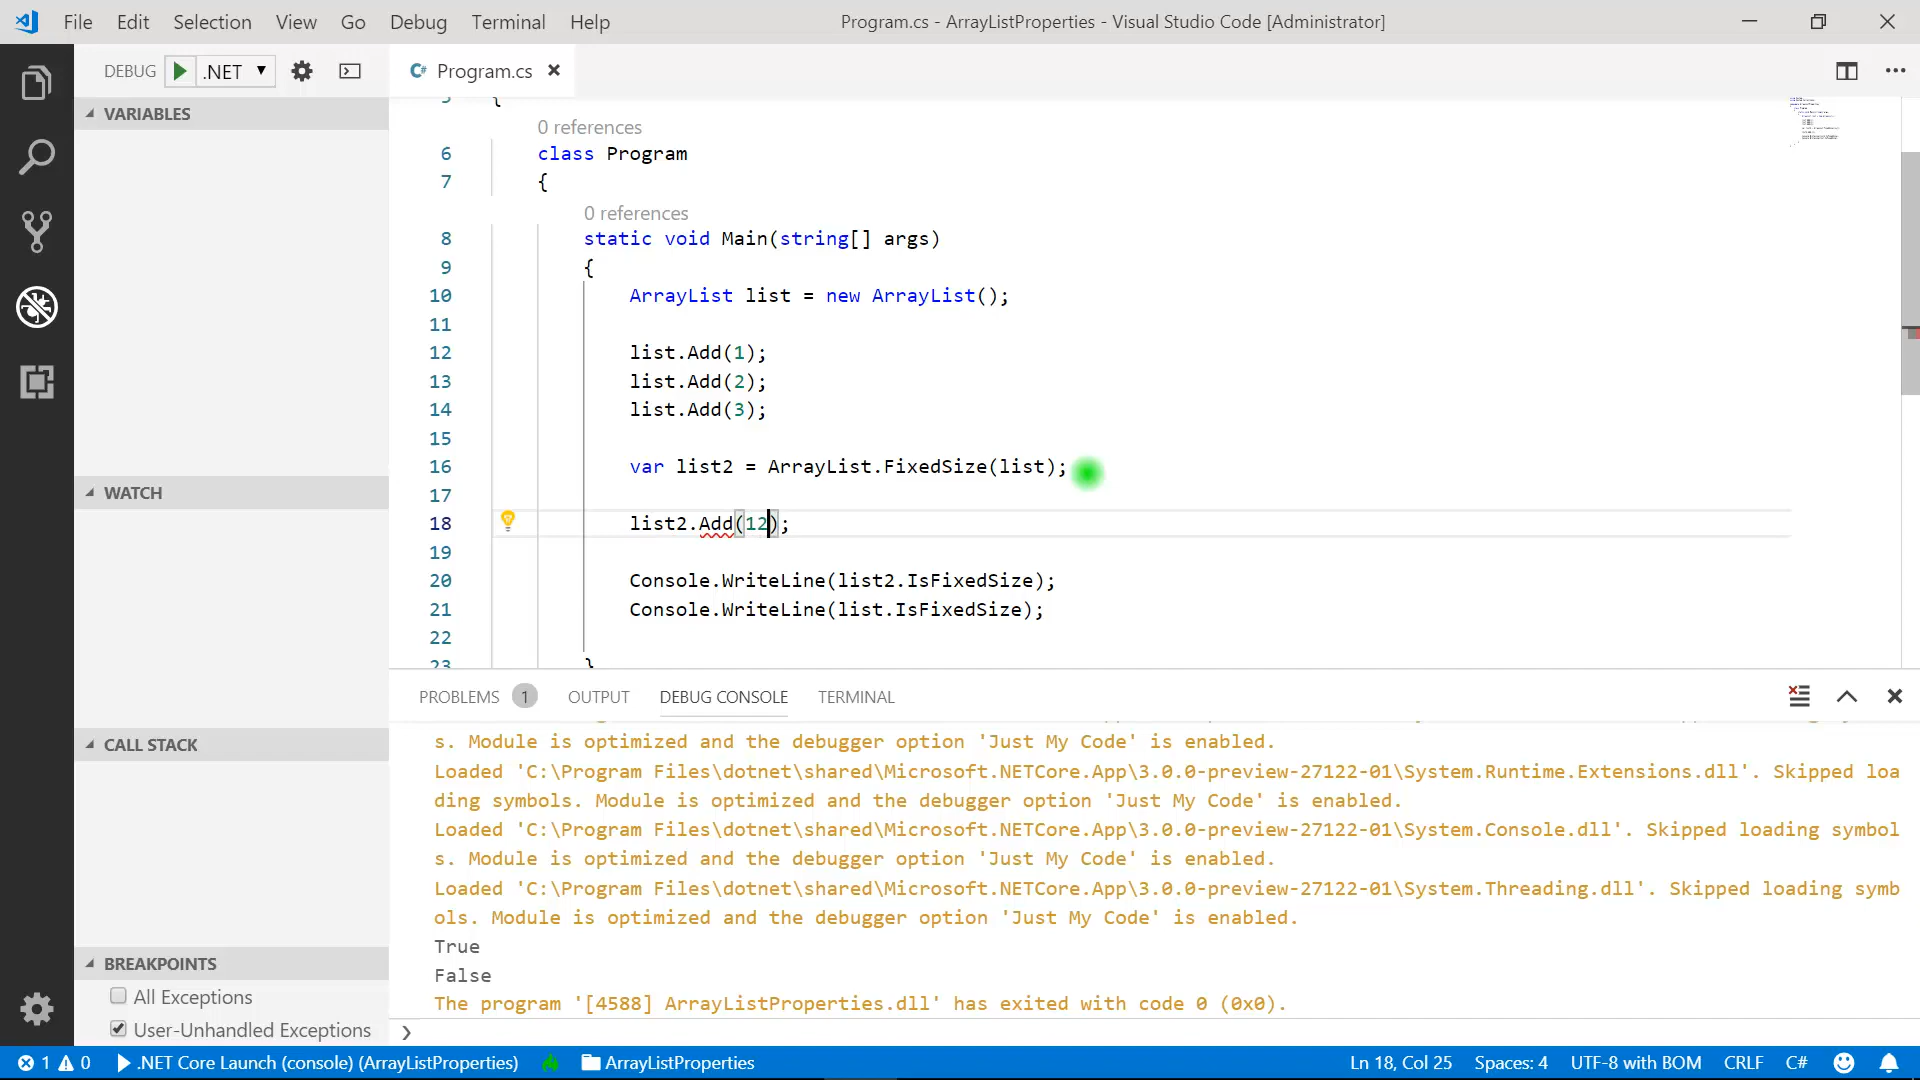 File Edit Selection View Go Debug Terminal Help
Program.cs - ArrayListProperties - Visual Studio Code [Administrator]
DEBUG .NET
Program.cs
VARIABLES
WATCH
CALL STACK
BREAKPOINTS
All Exceptions
User-Unhandled Exceptions
5 {
0 references
6 class Program
7 {
0 references
8 static void Main(string[] args)
9 {
10 ArrayList list = new ArrayList();
11
12 list.Add(1);
13 list.Add(2);
14 list.Add(3);
15
16 var list2 = ArrayList.FixedSize(list);
17
18 list2.Add(12);
19
20 Console.WriteLine(list2.IsFixedSize);
21 Console.WriteLine(list.IsFixedSize);
22
23 }
PROBLEMS 1 OUTPUT DEBUG CONSOLE TERMINAL
s. Module is optimized and the debugger option 'Just My Code' is enabled.
Loaded 'C:\Program Files\dotnet\shared\Microsoft.NETCore.App\3.0.0-preview-27122-01\System.Runtime.Extensions.dll'. Skipped loa
ding symbols. Module is optimized and the debugger option 'Just My Code' is enabled.
Loaded 'C:\Program Files\dotnet\shared\Microsoft.NETCore.App\3.0.0-preview-27122-01\System.Console.dll'. Skipped loading symbol
s. Module is optimized and the debugger option 'Just My Code' is enabled.
Loaded 'C:\Program Files\dotnet\shared\Microsoft.NETCore.App\3.0.0-preview-27122-01\System.Threading.dll'. Skipped loading symb
ols. Module is optimized and the debugger option 'Just My Code' is enabled.
True
False
The program '[4588] ArrayListProperties.dll' has exited with code 0 (0x0).
1 0 .NET Core Launch (console) (ArrayListProperties) ArrayListProperties Ln 18, Col 25 Spaces: 4 UTF-8 with BOM CRLF C#